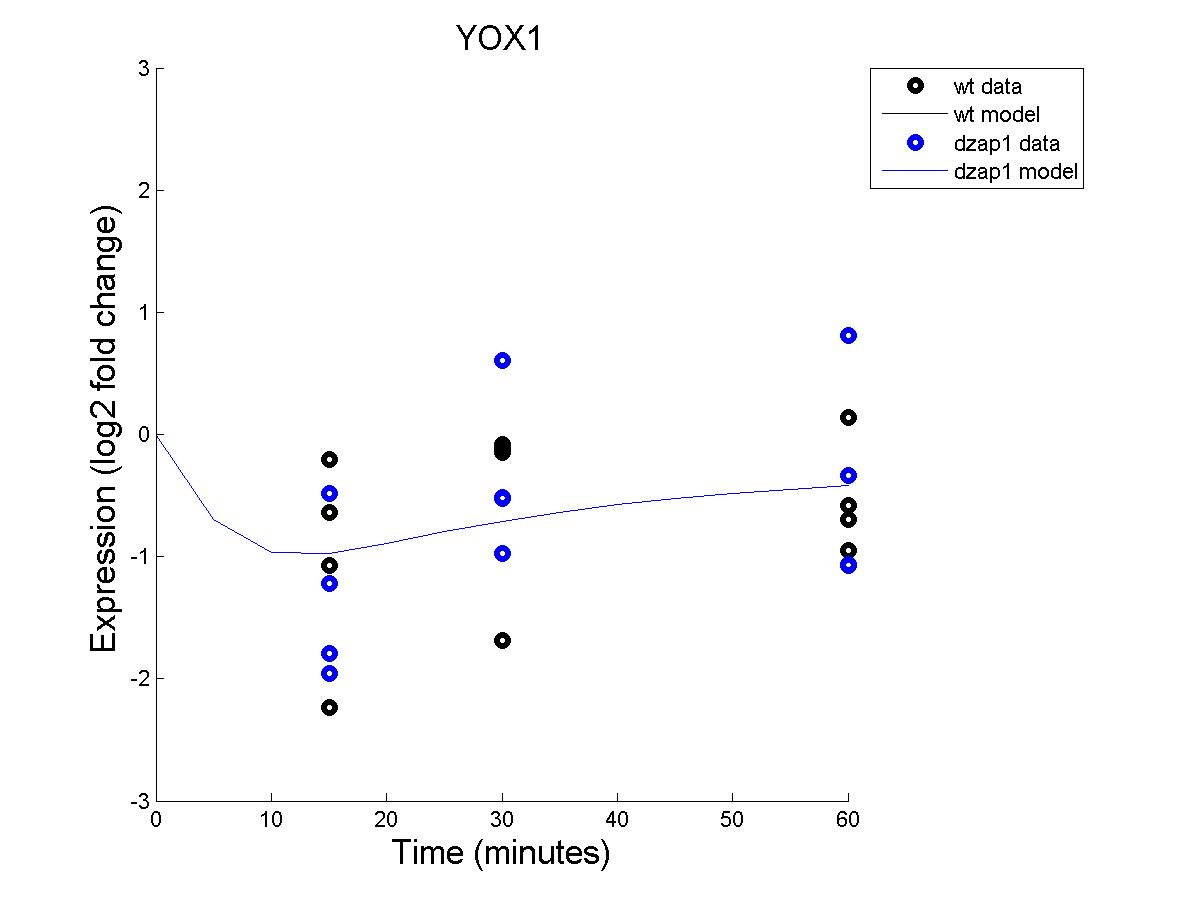 YOX1
wt data
wt model
dzap1 data
dzap1 model
Expression (log2 fold change)
3
2
1
0
-1
-2
-3
0 10 20 30 40 50 60
Time (minutes)